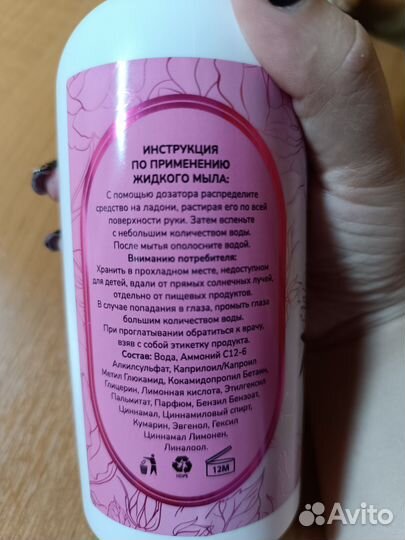 ИНСТРУКЦИЯ
ПО ПРИМЕНЕНИЮ
ЖИДКОГО МЫЛА:
С помощью дозатора распределите
средство на ладони, растирая его по всей
поверхности руки. Затем вспеньте
с небольшим количеством воды.
После мытья ополосните водой.
Вниманию потребителя:
Хранить в прохладном месте, недоступном
для детей, вдали от прямых солнечных лучей,
отдельно от пищевых продуктов.
В случае попадания в глаза, промыть глаза
большим количеством воды.
При проглатывании обратиться к врачу,
взяв с собой этикетку продукта.
Состав: Вода, Аммоний С12-6
Алкилсульфат, Каприлоил/Каproил
Метил Глюкамид, Кокамидопропил Бетаин,
Глицерин, Лимонная кислота, Этилгексил
Пальмитат, Парфюм, Бензил Бензоат,
Циннамал, Циннамиловый спирт,
Кумарин, Эвгенол, Гексил
Циннамал Лимонен,
Линалоол.
HDPE
12M
Avito